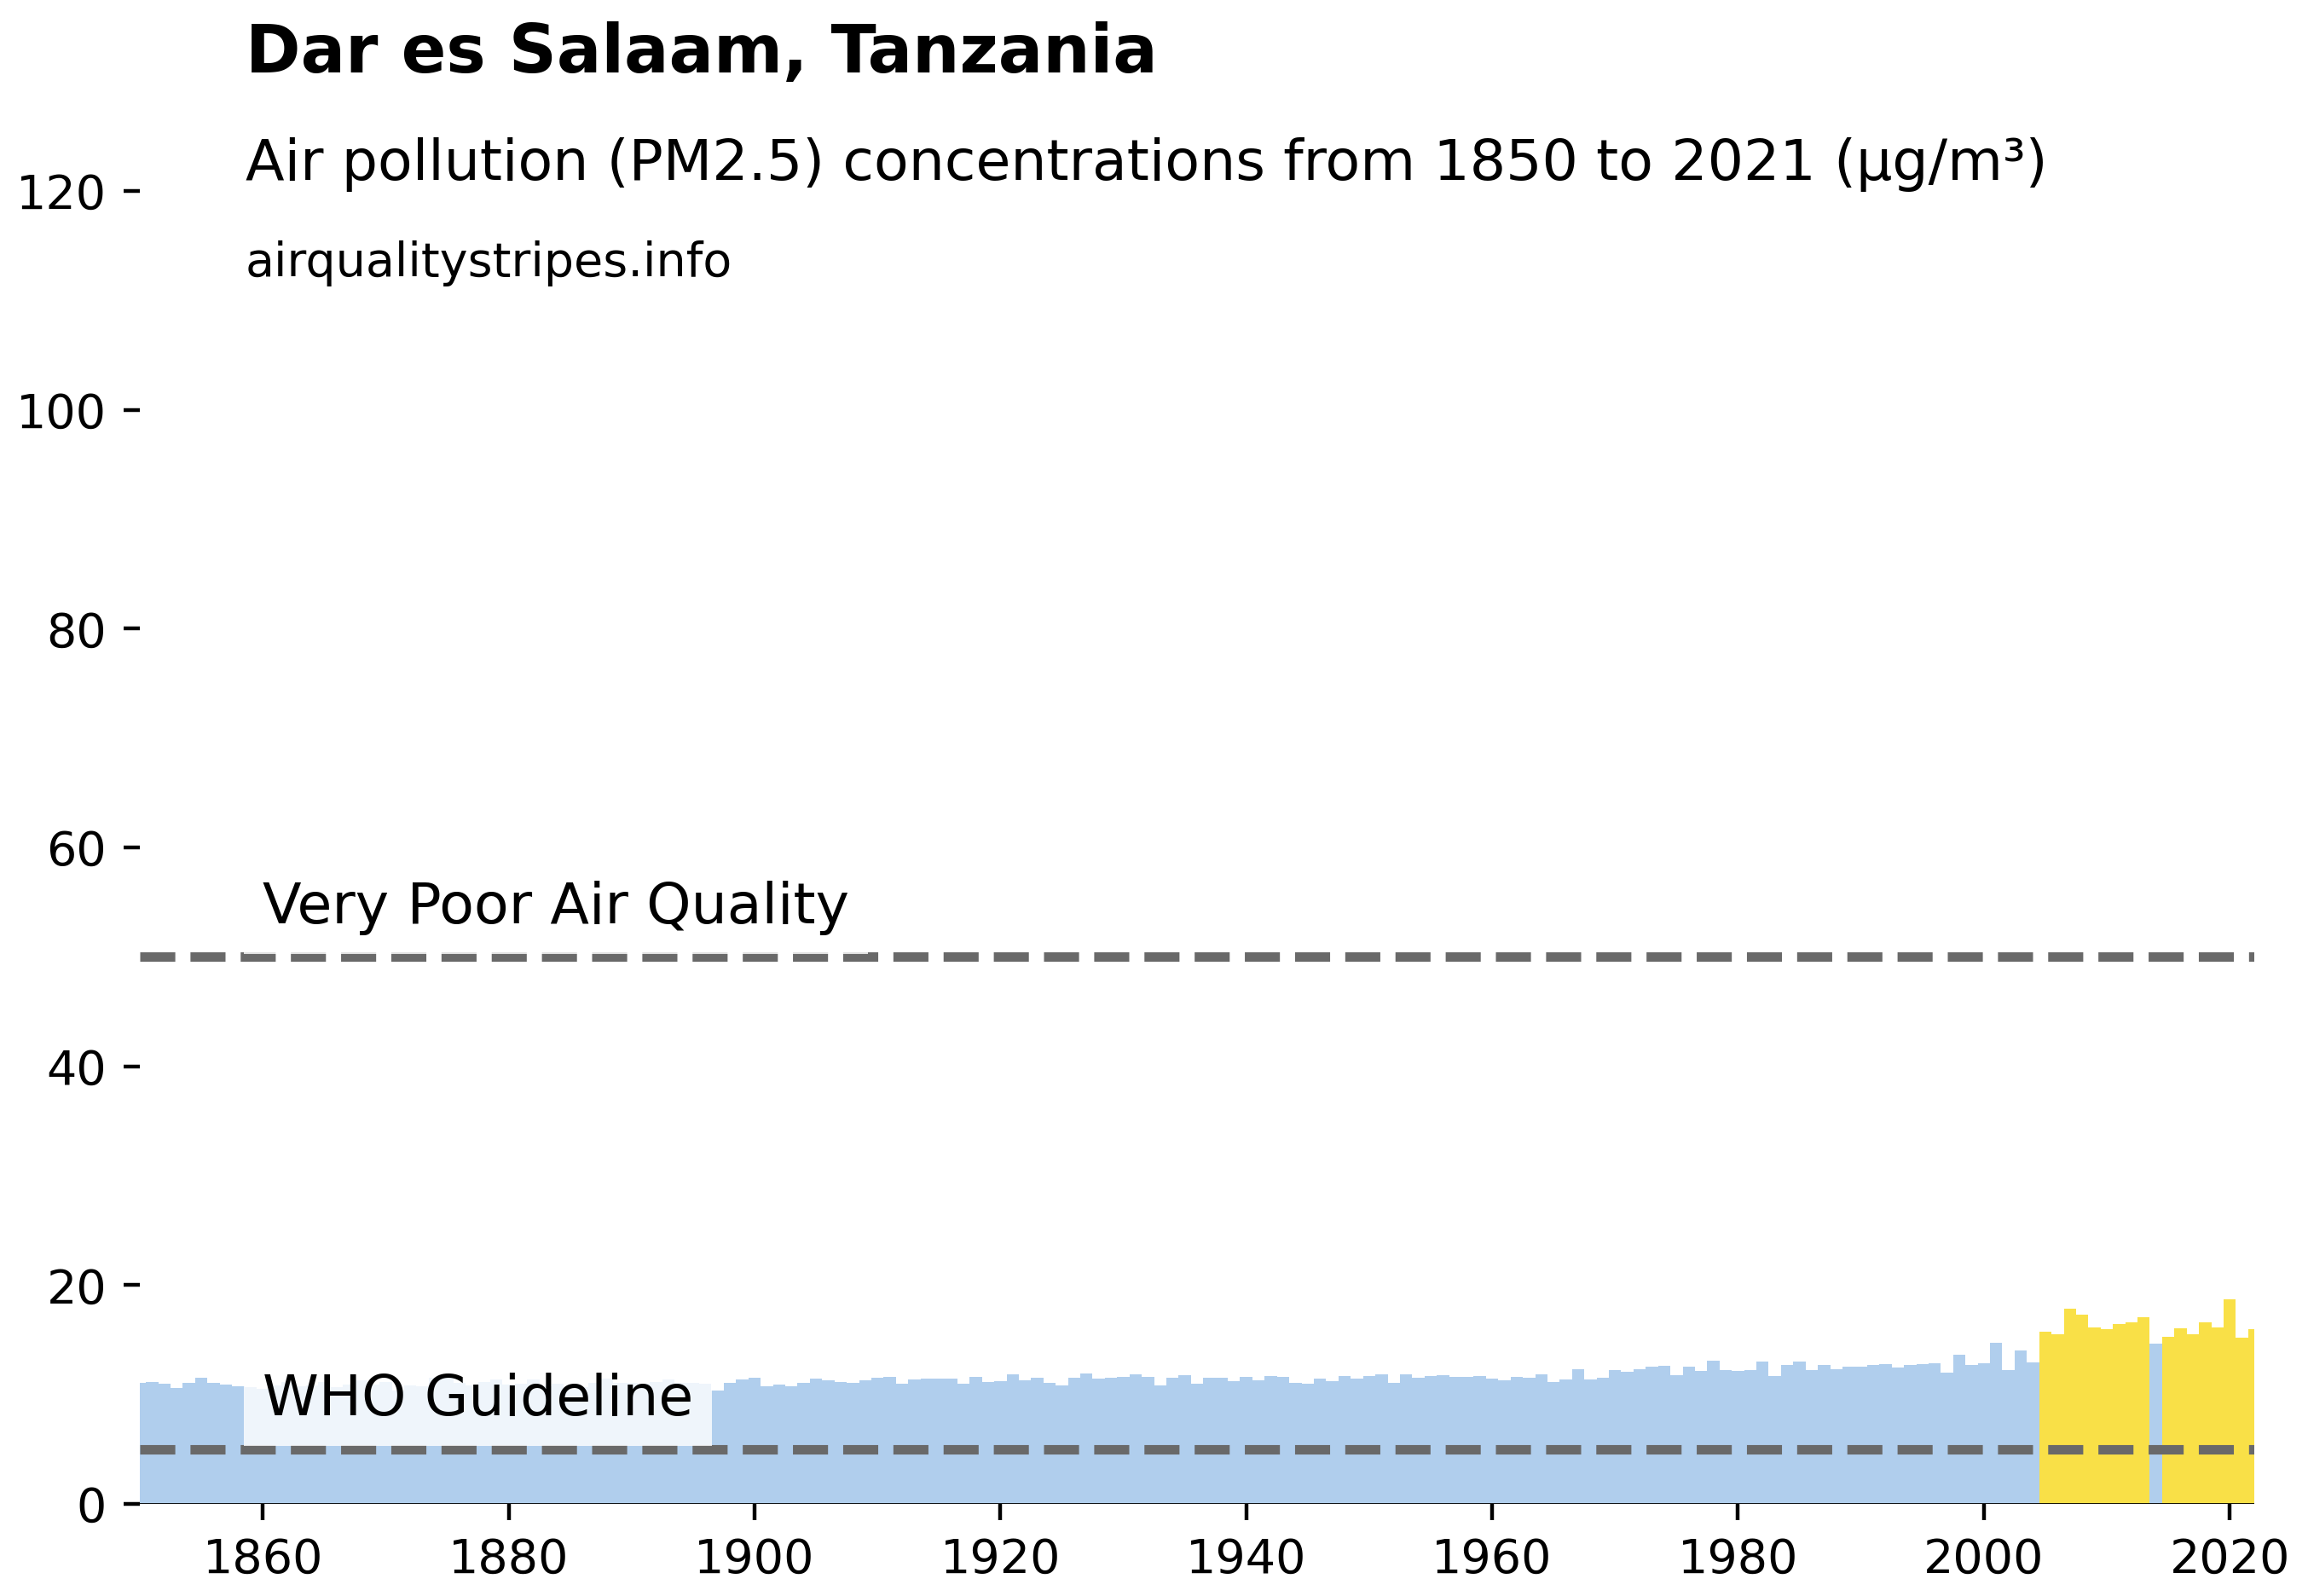 Dar es Salaam, Tanzania
Air pollution (PM2.5) concentrations from 1850 to 2021 (µg/m³)
airqualitystripes.info
120
100
80
60
Very Poor Air Quality
40
20
WHO Guideline
0
1860 1880 1900 1920 1940 1960 1980 2000 2020